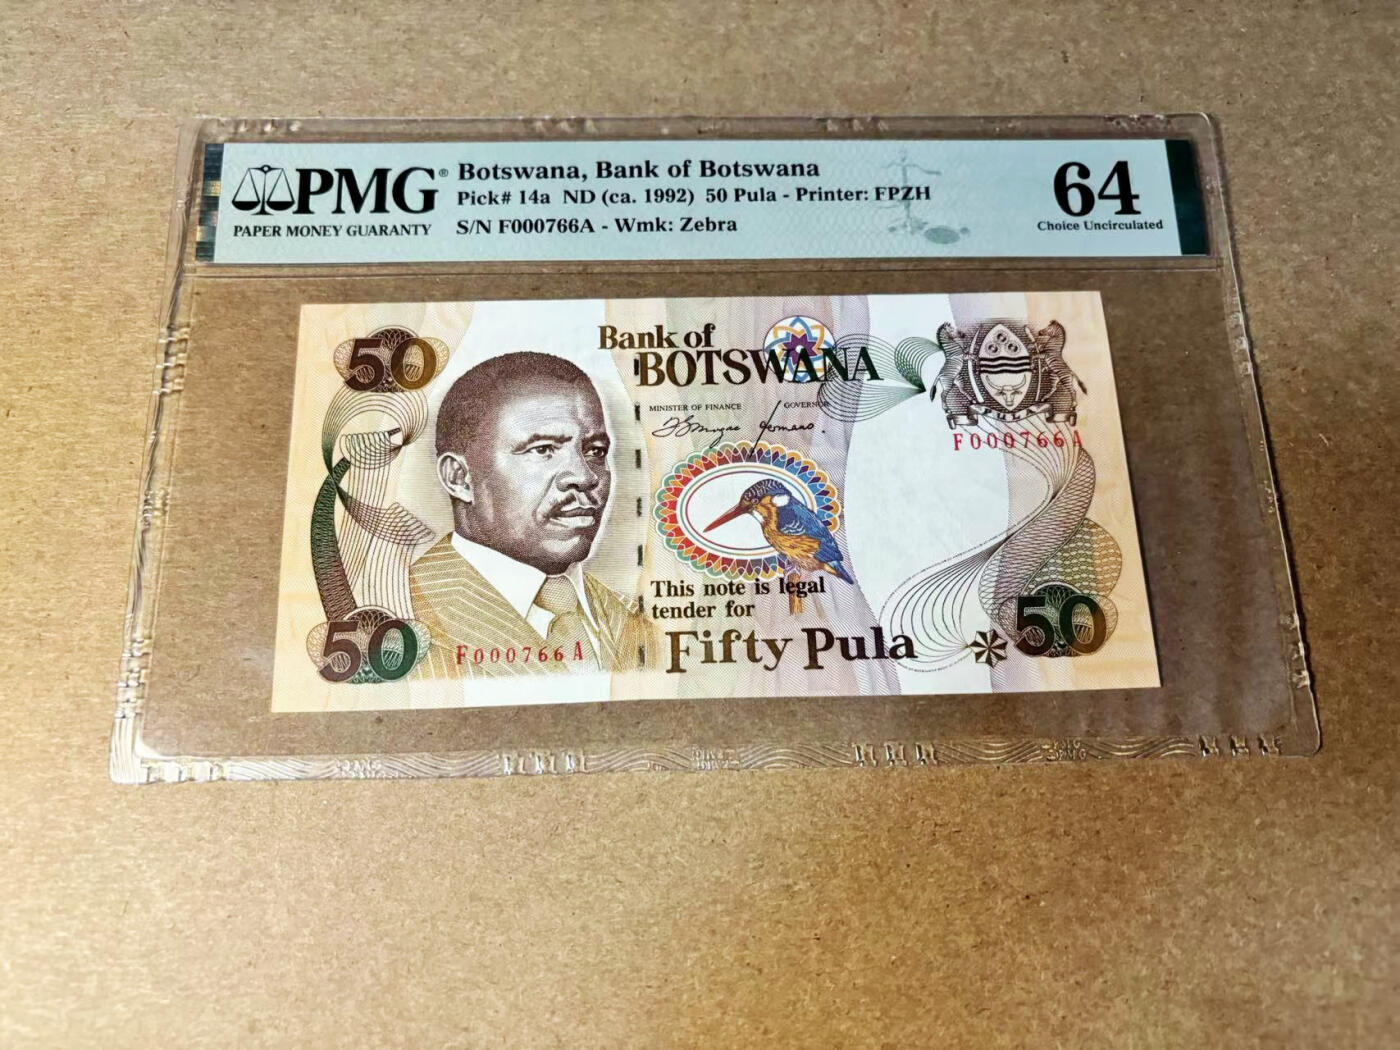 PMG®
PAPER MONEY GUARANTY
Botswana, Bank of Botswana
Pick# 14a ND (ca. 1992) 50 Pula - Printer: FPZH
S/N F000766A - Wmk: Zebra
64
Choice Uncirculated
50
Bank of
BOTSWANA
MINISTER OF FINANCE
GOVERNOR
PULA
F000766A
This note is legal
tender for
Fifty Pula
50
F000766A
50